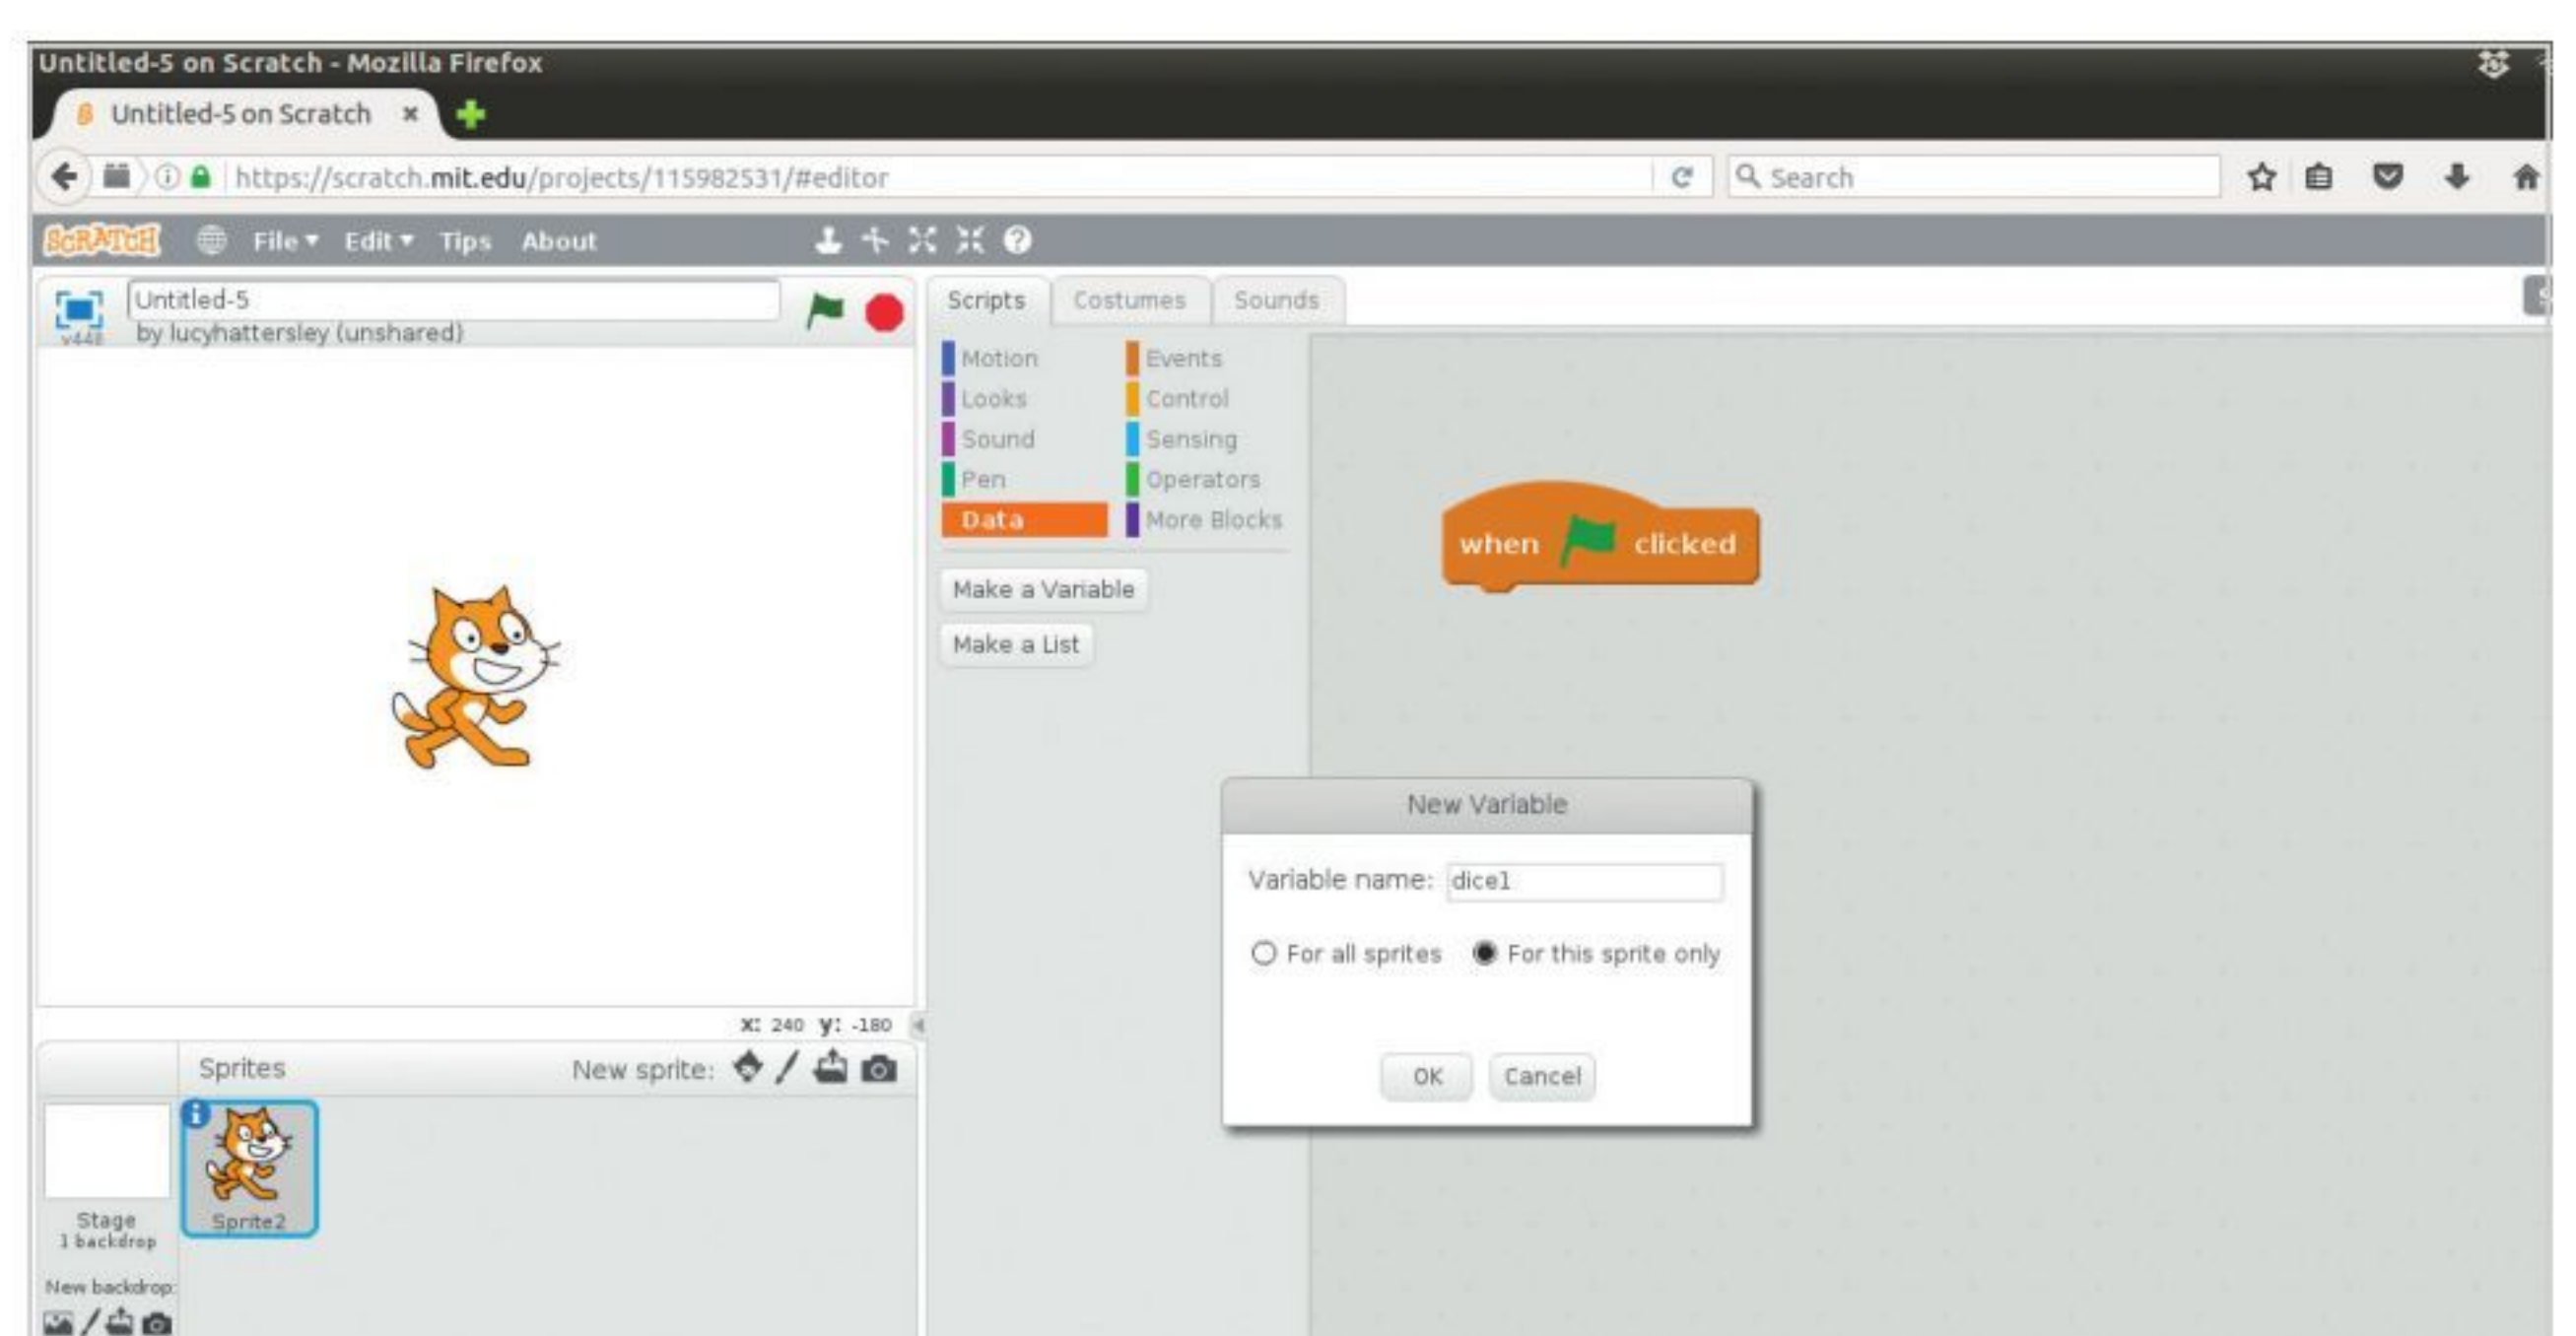 Untitled-5 on Scratch - Mozilla Firefox
Untitled-5 on Scratch
https://scratch.mit.edu/projects/115982531/#editor
Search
SCRATCH File Edit Tips About
Untitled-5
v448
by lucyhattersley (unshared)
Scripts Costumes Sounds
Motion Events
Looks Control
Sound Sensing
Pen Operators
Data More Blocks
Make a Variable
Make a List
when clicked
New Variable
Variable name: dice1
For all sprites For this sprite only
OK Cancel
x: 240 y: -180
Sprites New sprite:
Stage
1 backdrop
Sprite2
New backdrop: